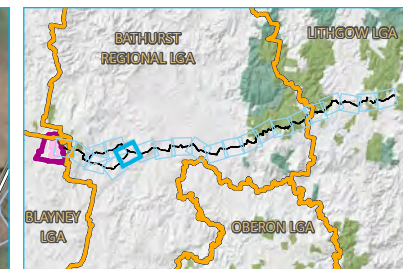 BATHURST
REGIONAL LGA
LITHGOW LGA
BLAYNEY
LGA
OBERON LGA